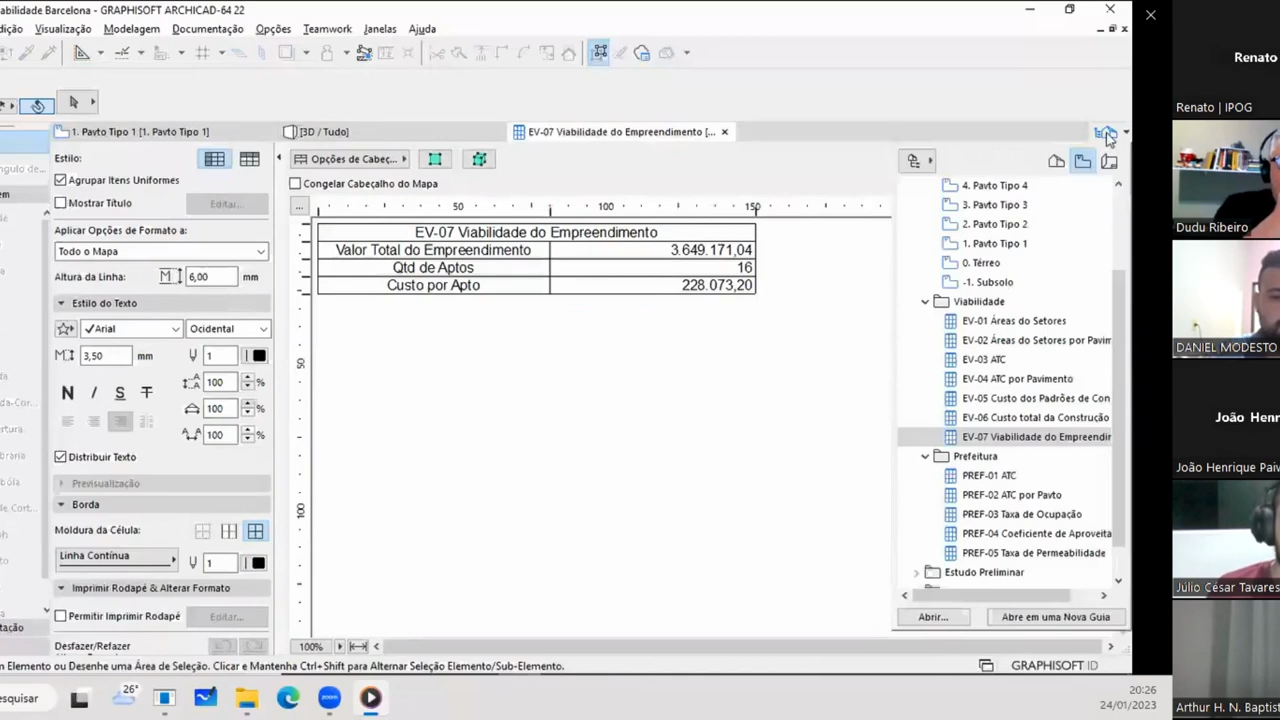 abilidade Barcelona - GRAPHISOFT ARCHICAD-64 22
dição Visualização Modelagem Documentação Opções Teamwork Janelas Ajuda
1. Pavto Tipo 1 [1. Pavto Tipo 1]
[3D / Tudo]
EV-07 Viabilidade do Empreendimento [...
Estilo:
Agrupar Itens Uniformes
Mostrar Título
Editar...
Aplicar Opções de Formato a:
Todo o Mapa
Altura da Linha:
6,00
mm
Estilo do Texto
Arial
Ocidental
3,50
mm
1
N I S T
100 %
100 %
100 %
Distribuir Texto
Previsualização
Borda
Moldura da Célula:
Linha Contínua
1
Imprimir Rodapé & Alterar Formato
Permitir Imprimir Rodapé
Editar...
Desfazer/Refazer
Opções de Cabeç...
Congelar Cabeçalho do Mapa
...
50
100
150
50
100
EV-07 Viabilidade do Empreendimento
Valor Total do Empreendimento 3.649.171,04
Qtd de Aptos 16
Custo por Apto 228.073,20
4. Pavto Tipo 4
3. Pavto Tipo 3
2. Pavto Tipo 2
1. Pavto Tipo 1
0. Térreo
-1. Subsolo
Viabilidade
EV-01 Áreas do Setores
EV-02 Áreas do Setores por Pavim
EV-03 ATC
EV-04 ATC por Pavimento
EV-05 Custo dos Padrões de Con
EV-06 Custo total da Construção
EV-07 Viabilidade do Empreendir
Prefeitura
PREF-01 ATC
PREF-02 ATC por Pavto
PREF-03 Taxa de Ocupação
PREF-04 Coeficiente de Aproveita
PREF-05 Taxa de Permeabilidade
Estudo Preliminar
Abrir...
Abre em uma Nova Guia
100%
m Elemento ou Desenhe uma Área de Seleção. Clicar e Mantenha Ctrl+Shift para Alternar Seleção Elemento/Sub-Elemento.
GRAPHISOFT ID
esquisar
26°
zoom
20:26
24/01/2023
Renato
Renato | IPOG
Dudu Ribeiro
DANIEL MODESTO
João Henr
João Henrique Paiv
Júlio César Tavares
Arthur H. N. Baptist